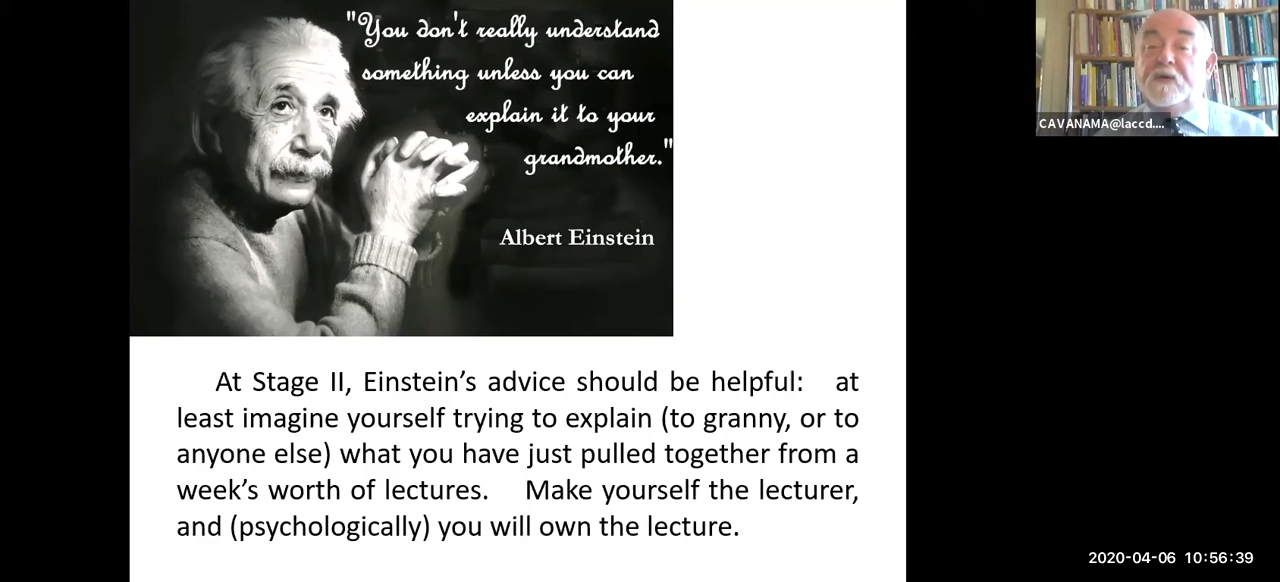 "You don't really understand
something unless you can
explain it to your
grandmother."
Albert Einstein
CAVANAMA@laccd....
At Stage II, Einstein’s advice should be helpful: at
least imagine yourself trying to explain (to granny, or to
anyone else) what you have just pulled together from a
week’s worth of lectures. Make yourself the lecturer,
and (psychologically) you will own the lecture.
2020-04-06 10:56:39